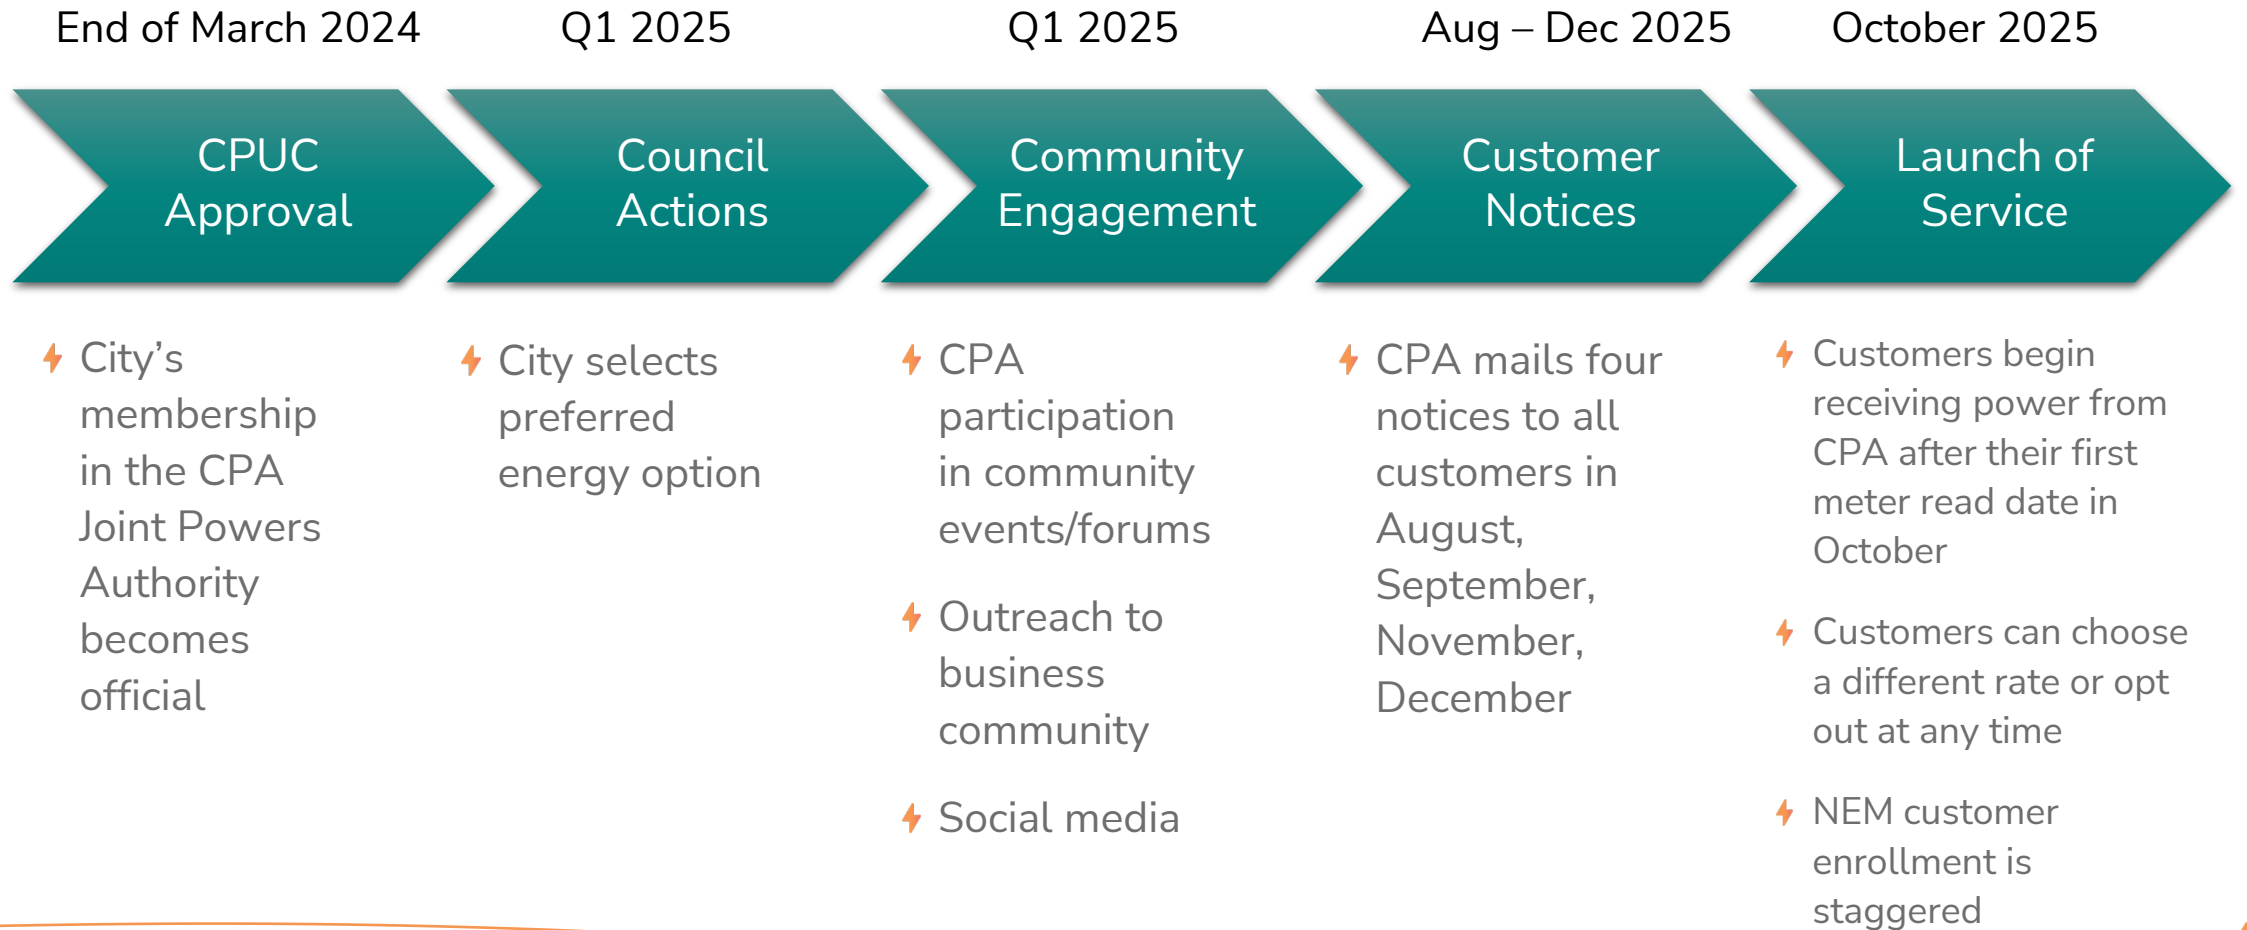 End of March 2024
Q1 2025
Q1 2025
Aug – Dec 2025
October 2025
CPUC
Approval
Council
Actions
Community
Engagement
Customer
Notices
Launch of
Service
City’s
membership
in the CPA
Joint Powers
Authority
becomes
official
City selects
preferred
energy option
CPA
participation
in community
events/forums
Outreach to
business
community
Social media
CPA mails four
notices to all
customers in
August,
September,
November,
December
Customers begin
receiving power from
CPA after their first
meter read date in
October
Customers can choose
a different rate or opt
out at any time
NEM customer
enrollment is
staggered